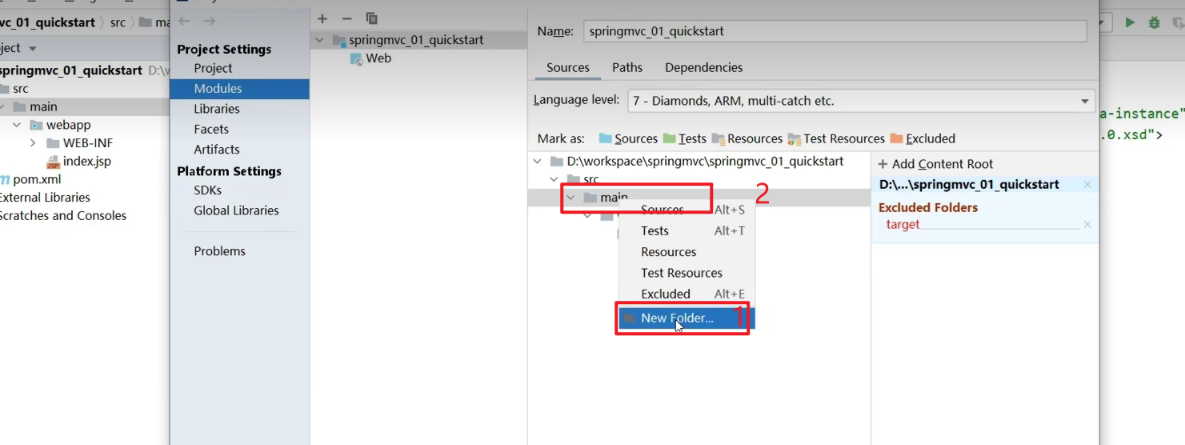 vc_01_quickstart src ma
ject
springmvc_01_quickstart D:\v
src
main
webapp
WEB-INF
index.jsp
pom.xml
External Libraries
Scratches and Consoles
Project Settings
Project
Modules
Libraries
Facets
Artifacts
Platform Settings
SDKs
Global Libraries
Problems
springmvc_01_quickstart
Web
Name: springmvc_01_quickstart
Sources Paths Dependencies
Language level: 7 - Diamonds, ARM, multi-catch etc.
Mark as: Sources Tests Resources Test Resources Excluded
D:\workspace\springmvc\springmvc_01_quickstart
src
main
2
Sources Alt+S
Tests Alt+T
Resources
Test Resources
Excluded Alt+E
New Folder... 1
+ Add Content Root
D:\...\springmvc_01_quickstart
Excluded Folders
target
a-instance"
.0.xsd">